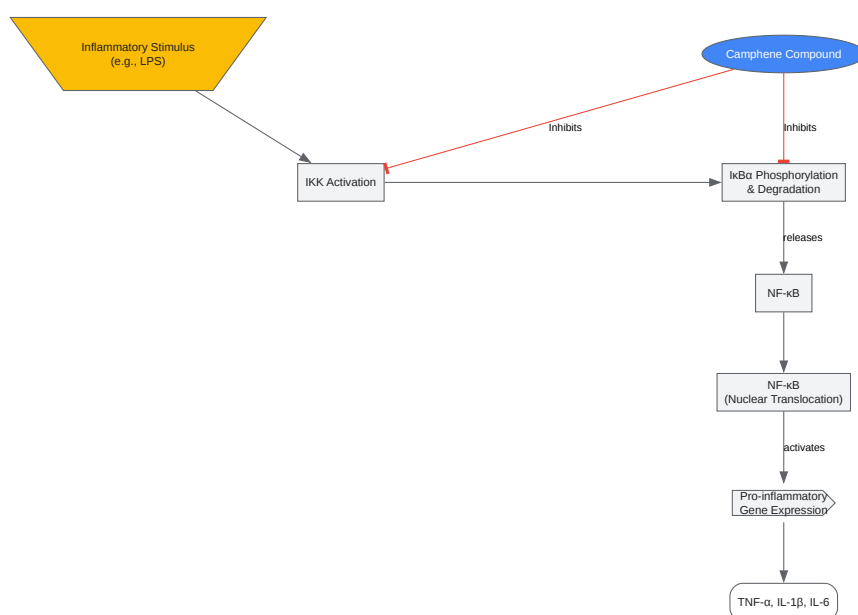 Inflammatory Stimulus
(e.g., LPS)
Camphene Compound
Inhibits
Inhibits
IKK Activation
IκBα Phosphorylation
& Degradation
releases
NF-κB
NF-κB
(Nuclear Translocation)
activates
Pro-inflammatory
Gene Expression
TNF-α, IL-1β, IL-6